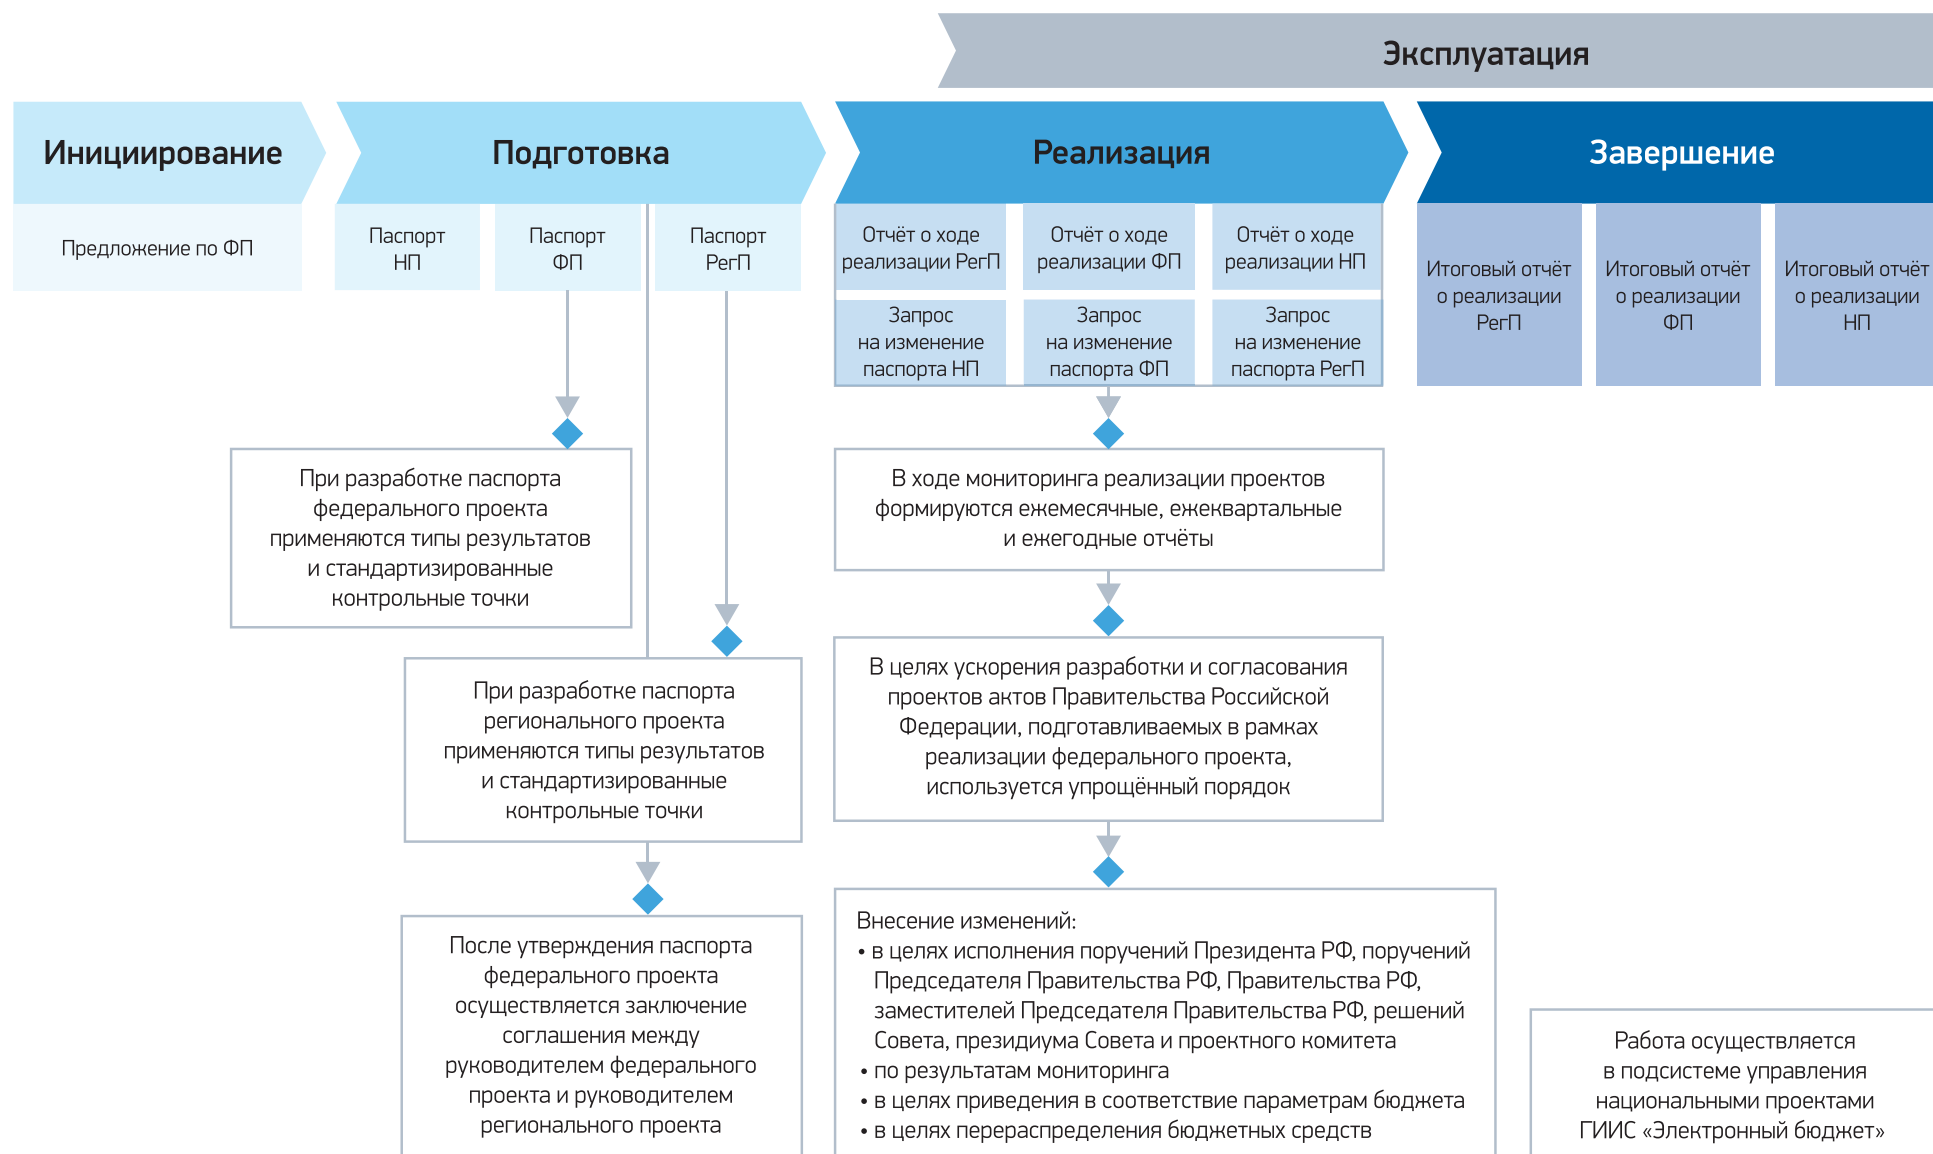 Эксплуатация
Инициирование
Подготовка
Реализация
Завершение
Предложение по ФП
Паспорт
НП
Паспорт
ФП
Паспорт
РегП
Отчёт о ходе
реализации РегП
Отчёт о ходе
реализации ФП
Отчёт о ходе
реализации НП
Запрос
на изменение
паспорта НП
Запрос
на изменение
паспорта ФП
Запрос
на изменение
паспорта РегП
Итоговый отчёт
о реализации
РегП
Итоговый отчёт
о реализации
ФП
Итоговый отчёт
о реализации
НП
При разработке паспорта
федерального проекта
применяются типы результатов
и стандартизированные
контрольные точки
При разработке паспорта
регионального проекта
применяются типы результатов
и стандартизированные
контрольные точки
После утверждения паспорта
федерального проекта
осуществляется заключение
соглашения между
руководителем федерального
проекта и руководителем
регионального проекта
В ходе мониторинга реализации проектов
формируются ежемесячные, ежеквартальные
и ежегодные отчёты
В целях ускорения разработки и согласования
проектов актов Правительства Российской
Федерации, подготавливаемых в рамках
реализации федерального проекта,
используется упрощённый порядок
Внесение изменений:
• в целях исполнения поручений Президента РФ, поручений
Председателя Правительства РФ, Правительства РФ,
заместителей Председателя Правительства РФ, решений
Совета, президиума Совета и проектного комитета
• по результатам мониторинга
• в целях приведения в соответствие параметрам бюджета
• в целях перераспределения бюджетных средств
Работа осуществляется
в подсистеме управления
национальными проектами
ГИИС «Электронный бюджет»